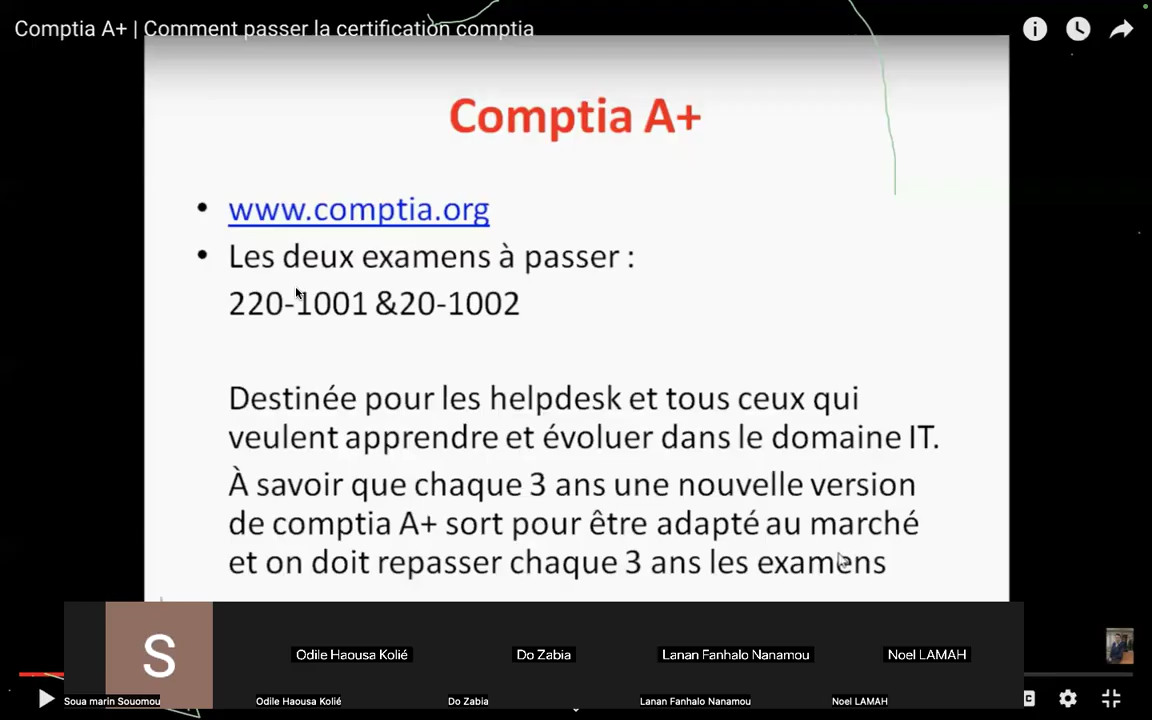 Comptia A+ | Comment passer la certification comptia
Comptia A+
• www.comptia.org
• Les deux examens à passer :
220-1001 &20-1002
Destinée pour les helpdesk et tous ceux qui
veulent apprendre et évoluer dans le domaine IT.
À savoir que chaque 3 ans une nouvelle version
de comptia A+ sort pour être adapté au marché
et on doit repasser chaque 3 ans les examens
S
Odile Haousa Kolié Do Zabia Lanan Fanhalo Nanamou Noel LAMAH
Soua marin Souomou Odile Haousa Kolié Do Zabia Lanan Fanhalo Nanamou Noel LAMAH